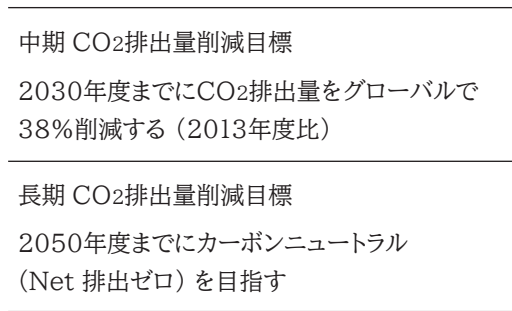 中期 CO2排出量削減目標
2030年度までにCO2排出量をグローバルで
38%削減する（2013年度比）
長期 CO2排出量削減目標
2050年度までにカーボンニュートラル
（Net 排出ゼロ）を目指す